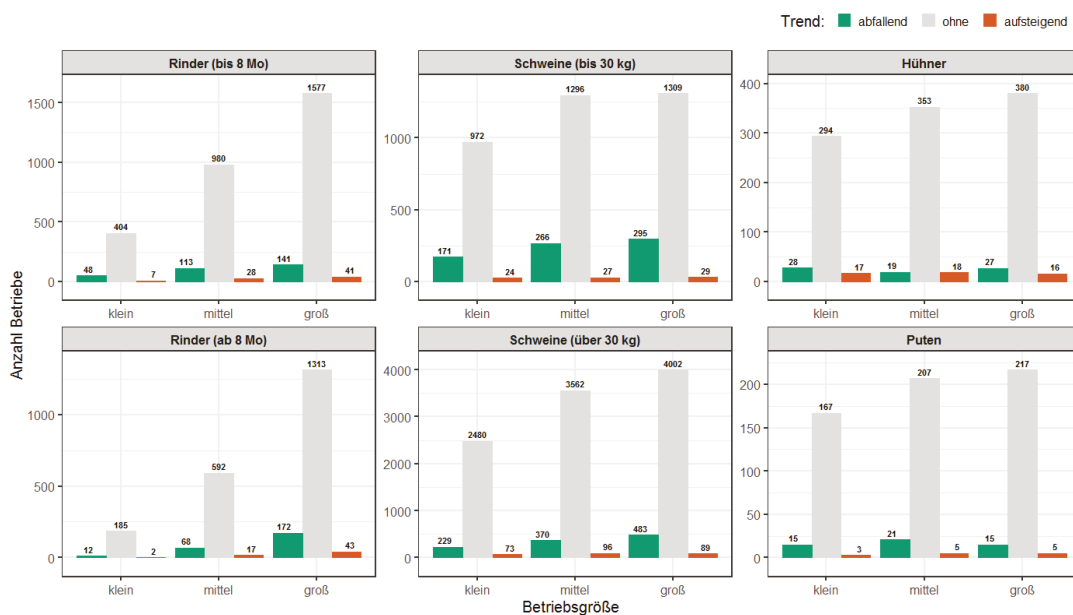 Trend: abfallend ohne aufsteigend
Rinder (bis 8 Mo)
1500
1000
500
0
48 404 7
113 980 28
141 1577 41
klein mittel groß
Schweine (bis 30 kg)
1000
500
0
171 972 24
266 1296 27
295 1309 29
klein mittel groß
Hühner
400
300
200
100
0
28 294 17
19 353 18
27 380 16
klein mittel groß
Rinder (ab 8 Mo)
1000
500
0
12 185 2
68 592 17
172 1313 43
klein mittel groß
Schweine (über 30 kg)
4000
3000
2000
1000
0
229 2480 73
370 3562 96
483 4002 89
klein mittel groß
Puten
200
150
100
50
0
15 167 3
21 207 5
15 217 5
klein mittel groß
Anzahl Betriebe
Betriebsgröße